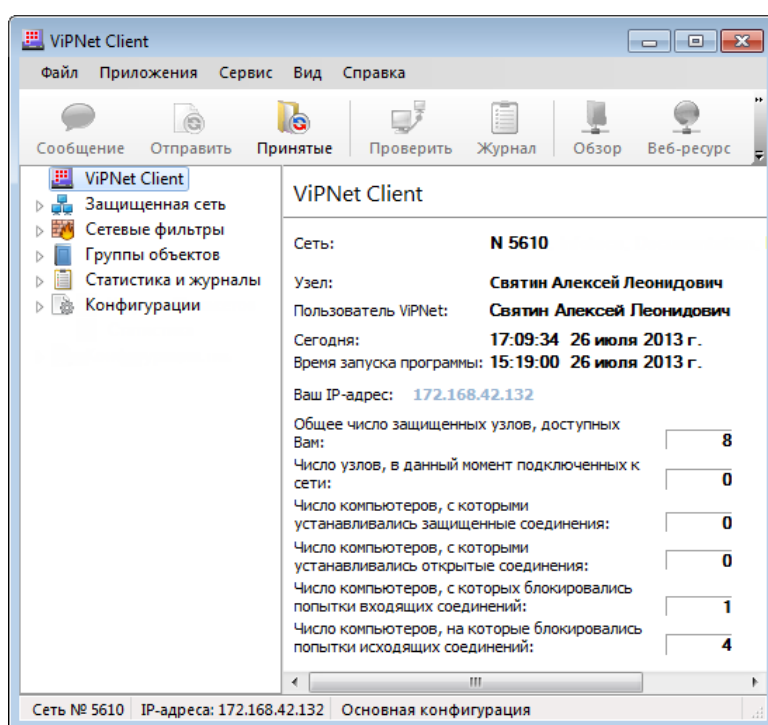 ViPNet Client
Файл Приложения Сервис Вид Справка
Сообщение Отправить Принятые Проверить Журнал Обзор Веб-ресурс
ViPNet Client
Защищенная сеть
Сетевые фильтры
Группы объектов
Статистика и журналы
Конфигурации
ViPNet Client
Сеть: N 5610
Узел: Святин Алексей Леонидович
Пользователь ViPNet: Святин Алексей Леонидович
Сегодня: 17:09:34 26 июля 2013 г.
Время запуска программы: 15:19:00 26 июля 2013 г.
Ваш IP-адрес: 172.168.42.132
Общее число защищенных узлов, доступных
Вам: 8
Число узлов, в данный момент подключенных к
сети: 0
Число компьютеров, с которыми
устанавливались защищенные соединения: 0
Число компьютеров, с которыми
устанавливались открытые соединения: 0
Число компьютеров, с которых блокировались
попытки входящих соединений: 1
Число компьютеров, на которые блокировались
попытки исходящих соединений: 4
Сеть № 5610 IP-адреса: 172.168.42.132 Основная конфигурация